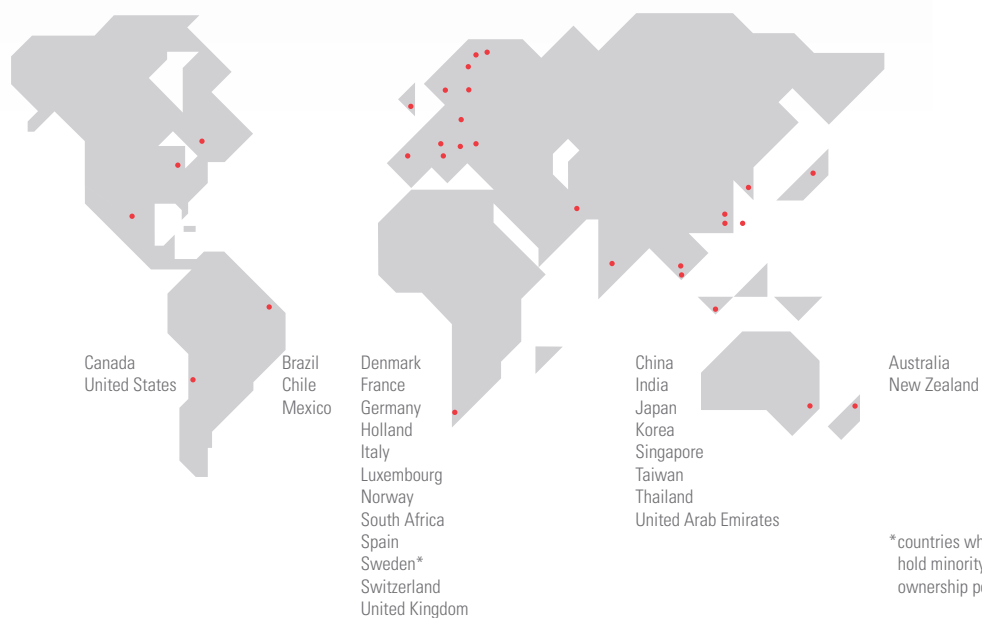 Canada
United States
Brazil
Chile
Mexico
Denmark
France
Germany
Holland
Italy
Luxembourg
Norway
South Africa
Spain
Sweden*
Switzerland
United Kingdom
China
India
Japan
Korea
Singapore
Taiwan
Thailand
United Arab Emirates
Australia
New Zealand
*countries
hold minority
ownership